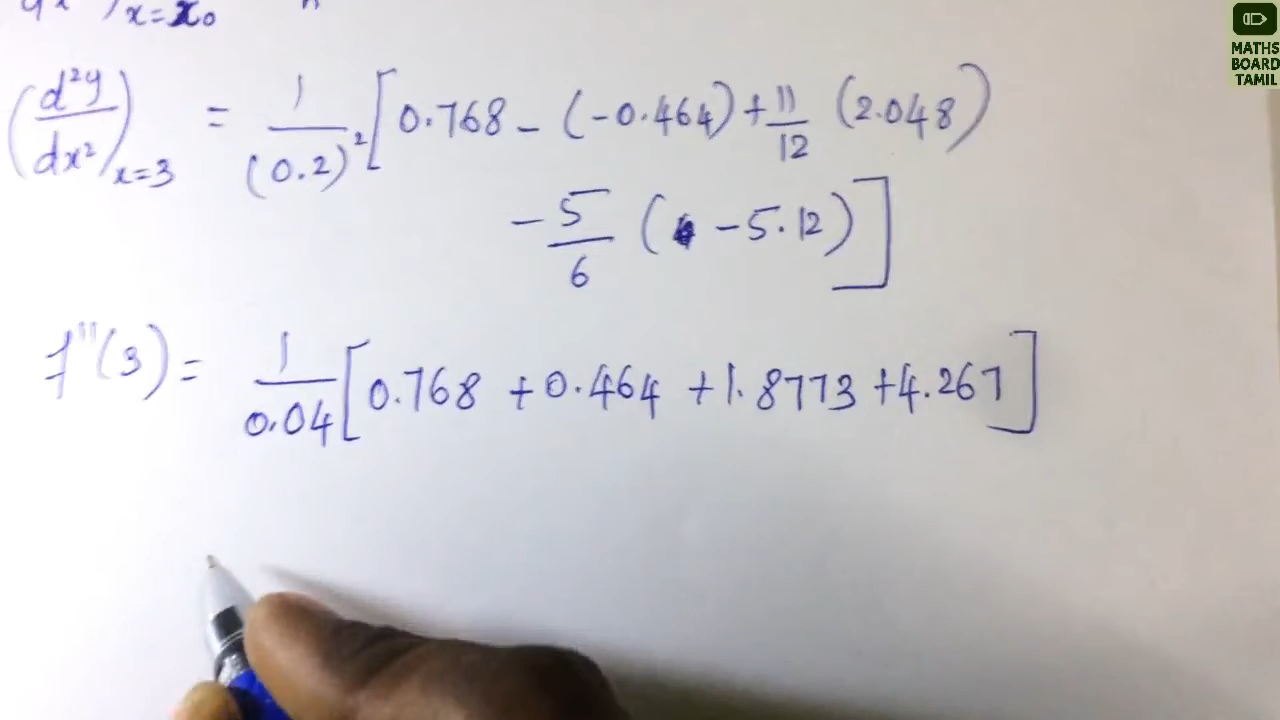 x=x₀
(d²y/dx²)x=3 = 1/(0.2)² [0.768 - (-0.464) + 11/12 (2.048)
- 5/6 (-5.12)]
f''(3) = 1/0.04 [0.768 + 0.464 + 1.8773 + 4.267]
MATHS
BOARD
TAMIL